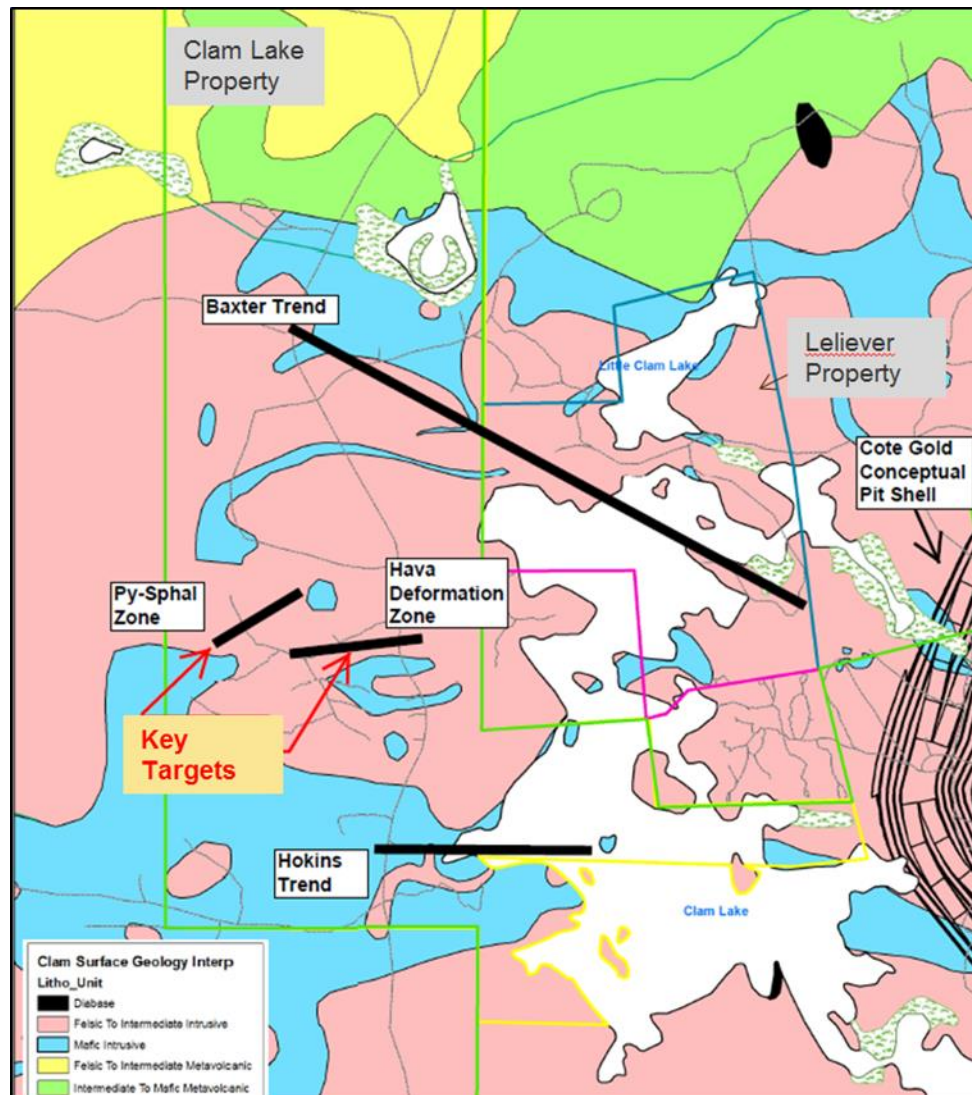 Clam Lake
Property
Baxter Trend
Little Clam Lake
Leliever
Property
Cote Gold
Conceptual
Pit Shell
Hava
Deformation
Zone
Py-Sphal
Zone
Key
Targets
Hokins
Trend
Clam Lake
Clam Surface Geology Interp
Litho_Unit
Diabase
Felsic To Intermediate Intrusive
Mafic Intrusive
Felsic To Intermediate Metavolcanic
Intermediate To Mafic Metavolcanic